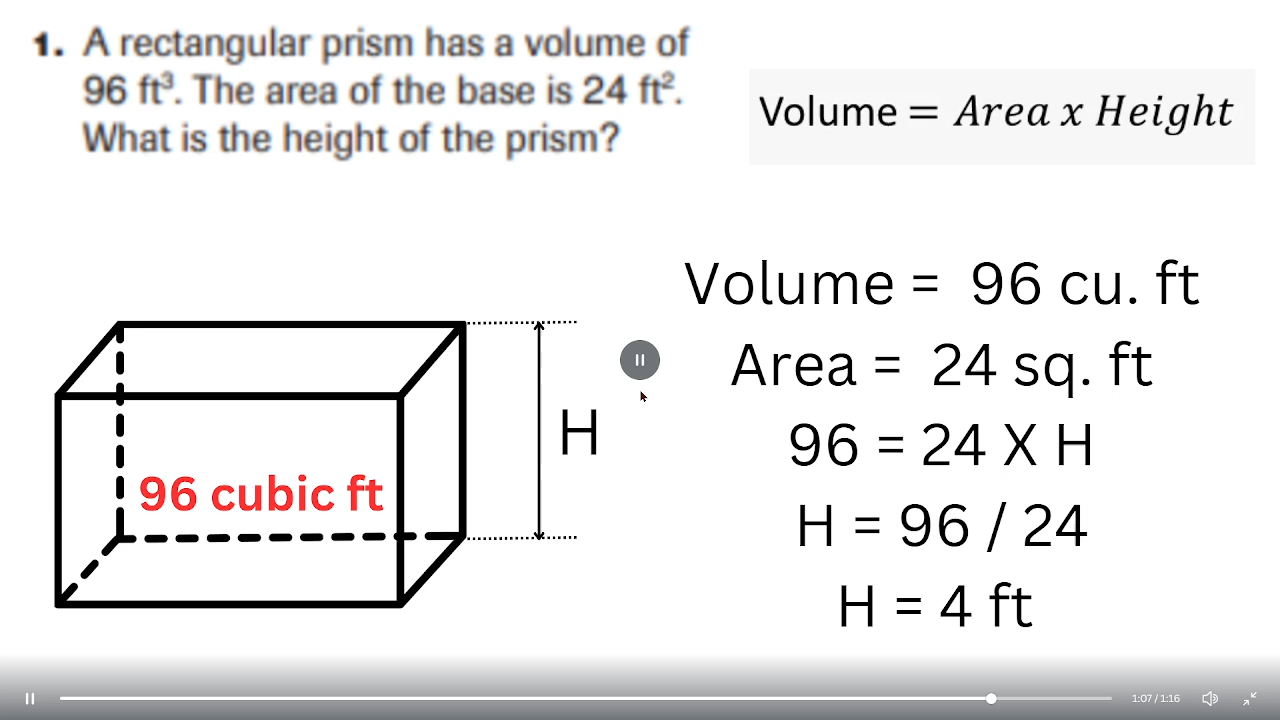 1. A rectangular prism has a volume of
96 ft³. The area of the base is 24 ft².
What is the height of the prism?
Volume = Area x Height
Volume = 96 cu. ft
Area = 24 sq. ft
96 = 24 X H
H = 96 / 24
H = 4 ft
H
96 cubic ft
1:07 / 1:16